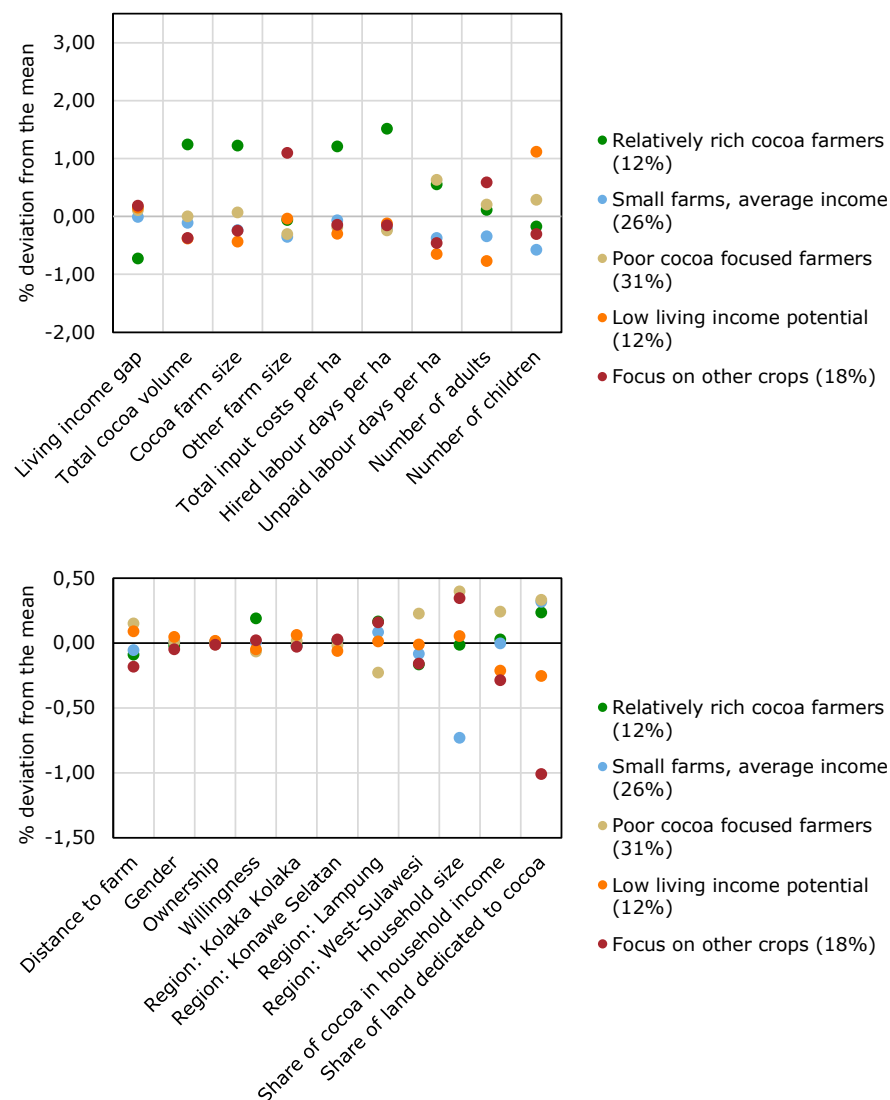 % deviation from the mean
3,00
2,00
1,00
0,00
-1,00
-2,00
Living income gap
Total cocoa volume
Cocoa farm size
Other farm size
Total input costs per ha
Hired labour days per ha
Unpaid labour days per ha
Number of adults
Number of children
Relatively rich cocoa farmers
(12%)
Small farms, average income
(26%)
Poor cocoa focused farmers
(31%)
Low living income potential
(12%)
Focus on other crops (18%)
% deviation from the mean
0,50
0,00
-0,50
-1,00
-1,50
Distance to farm
Gender
Ownership
Willingness
Region: Kolaka Kolaka
Region: Konawe Selatan
Region: Lampung
Region: West-Sulawesi
Household size
Share of cocoa in household income
Share of land dedicated to cocoa
Relatively rich cocoa farmers
(12%)
Small farms, average income
(26%)
Poor cocoa focused farmers
(31%)
Low living income potential
(12%)
Focus on other crops (18%)